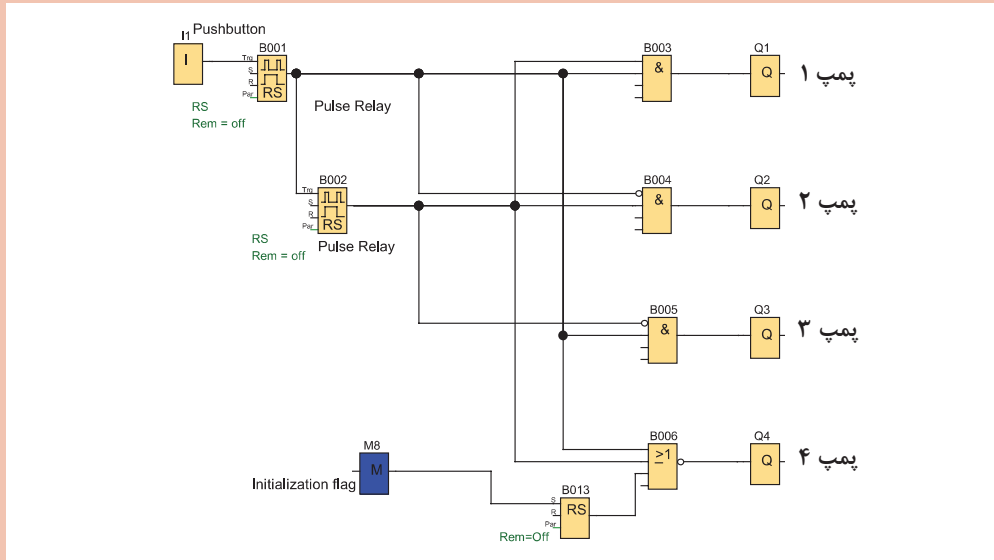 I1 Pushbutton
I
B001
Trg
S
R
Par
RS
RS
Rem = off
Pulse Relay
B003
&
Q1
Q
پمپ ۱
B002
Trg
S
R
Par
RS
RS
Rem = off
Pulse Relay
B004
&
Q2
Q
پمپ ۲
B005
&
Q3
Q
پمپ ۳
B006
≥1
Q4
Q
پمپ ۴
M8
M
Initialization flag
B013
S
R
Par
RS
Rem=Off